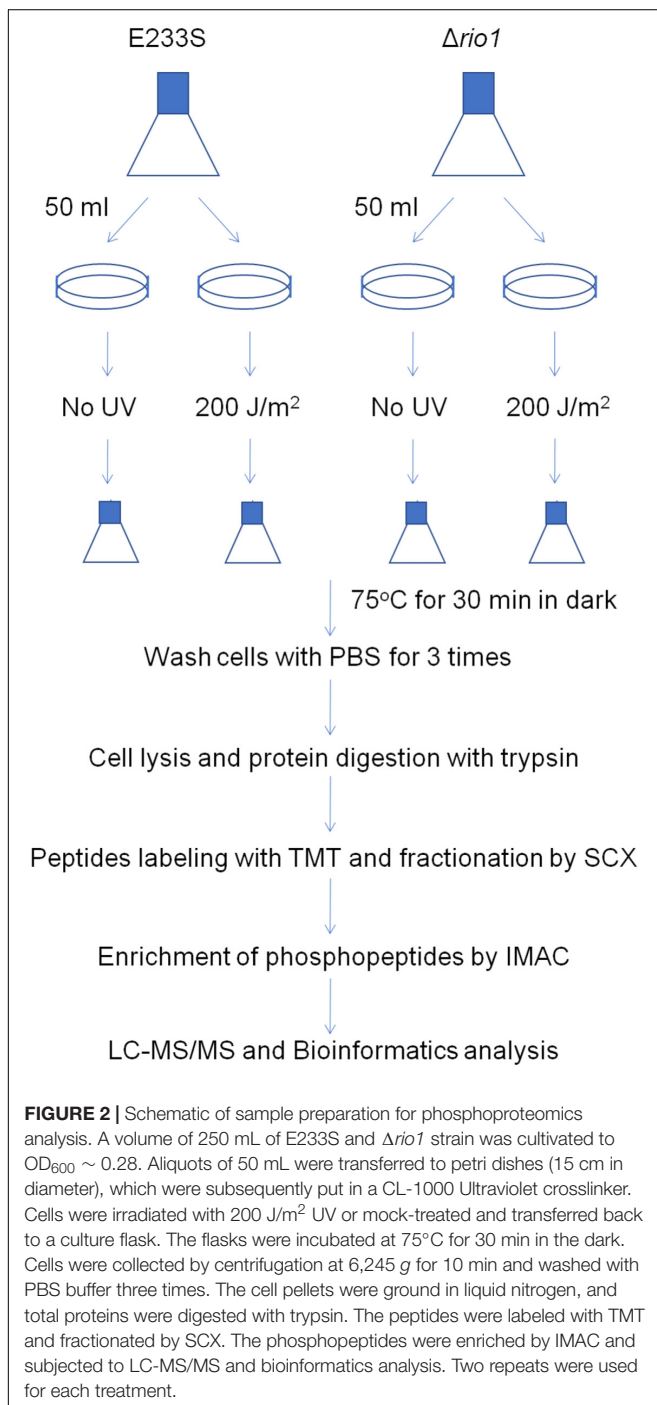 E233S Δrio1
50 ml 50 ml
No UV 200 J/m² No UV 200 J/m²
75°C for 30 min in dark
Wash cells with PBS for 3 times
Cell lysis and protein digestion with trypsin
Peptides labeling with TMT and fractionation by SCX
Enrichment of phosphopeptides by IMAC
LC-MS/MS and Bioinformatics analysis
FIGURE 2 | Schematic of sample preparation for phosphoproteomics
analysis. A volume of 250 mL of E233S and Δrio1 strain was cultivated to
OD₆₀₀ ∼ 0.28. Aliquots of 50 mL were transferred to petri dishes (15 cm in
diameter), which were subsequently put in a CL-1000 Ultraviolet crosslinker.
Cells were irradiated with 200 J/m² UV or mock-treated and transferred back
to a culture flask. The flasks were incubated at 75°C for 30 min in the dark.
Cells were collected by centrifugation at 6,245 g for 10 min and washed with
PBS buffer three times. The cell pellets were ground in liquid nitrogen, and
total proteins were digested with trypsin. The peptides were labeled with TMT
and fractionated by SCX. The phosphopeptides were enriched by IMAC and
subjected to LC-MS/MS and bioinformatics analysis. Two repeats were used
for each treatment.